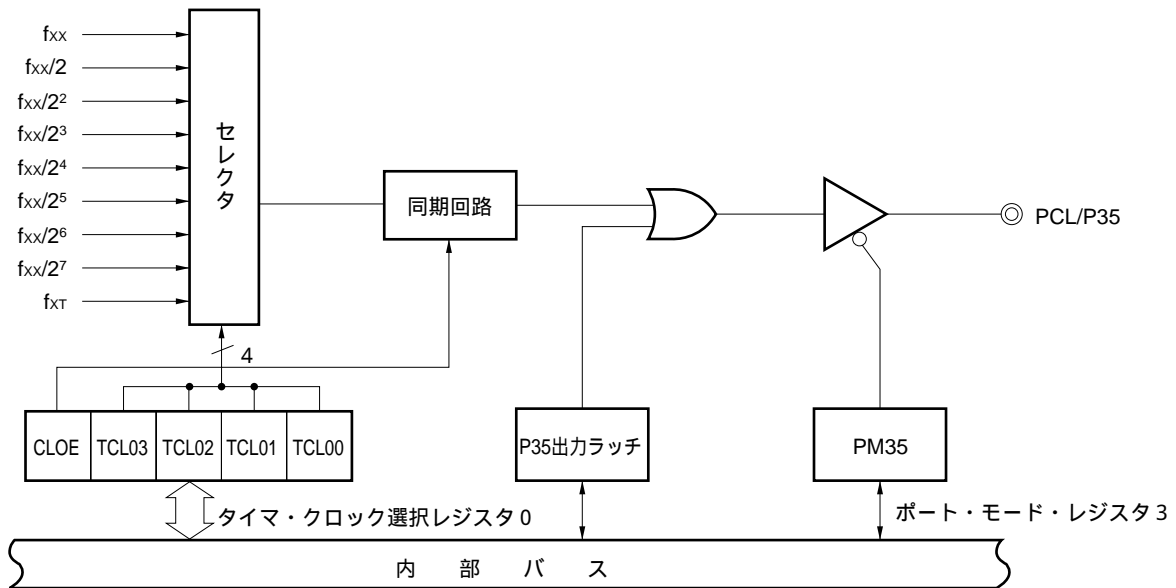 fXX
fXX/2
fXX/2²
fXX/2³
fXX/2⁴
fXX/2⁵
fXX/2⁶
fXX/2⁷
fXT
セレクタ
4
同期回路
PCL/P35
CLOE TCL03 TCL02 TCL01 TCL00
P35出力ラッチ
PM35
タイマ・クロック選択レジスタ0
ポート・モード・レジスタ3
内部バス